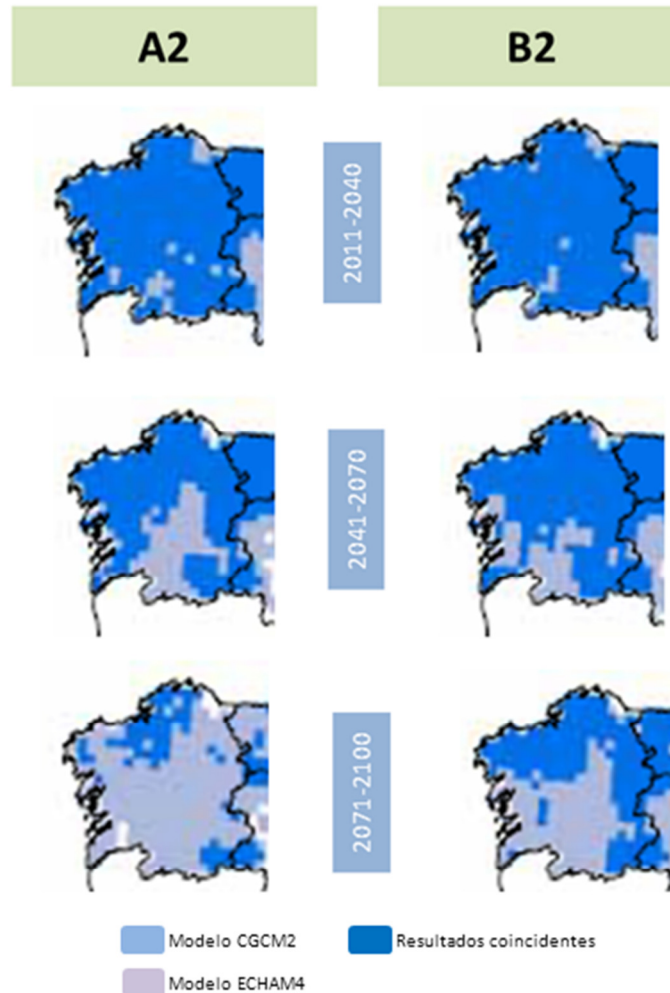 A2 B2
2011-2040
2041-2070
2071-2100
Modelo CGCM2 Resultados coincidentes
Modelo ECHAM4